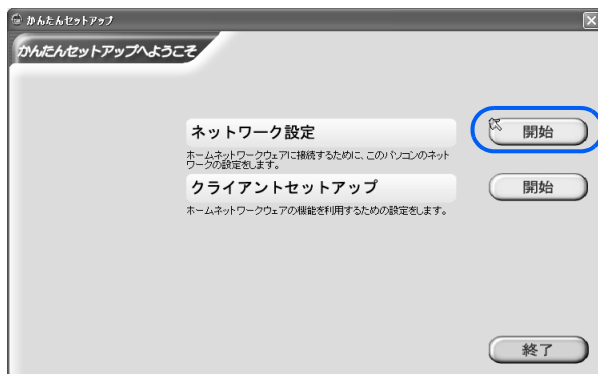 かんたんセットアップ
かんたんセットアップへようこそ
ネットワーク設定
開始
ホームネットワークウェアに接続するために、このパソコンのネット
ワークの設定をします。
クライアントセットアップ
開始
ホームネットワークウェアの機能を利用するための設定をします。
終了